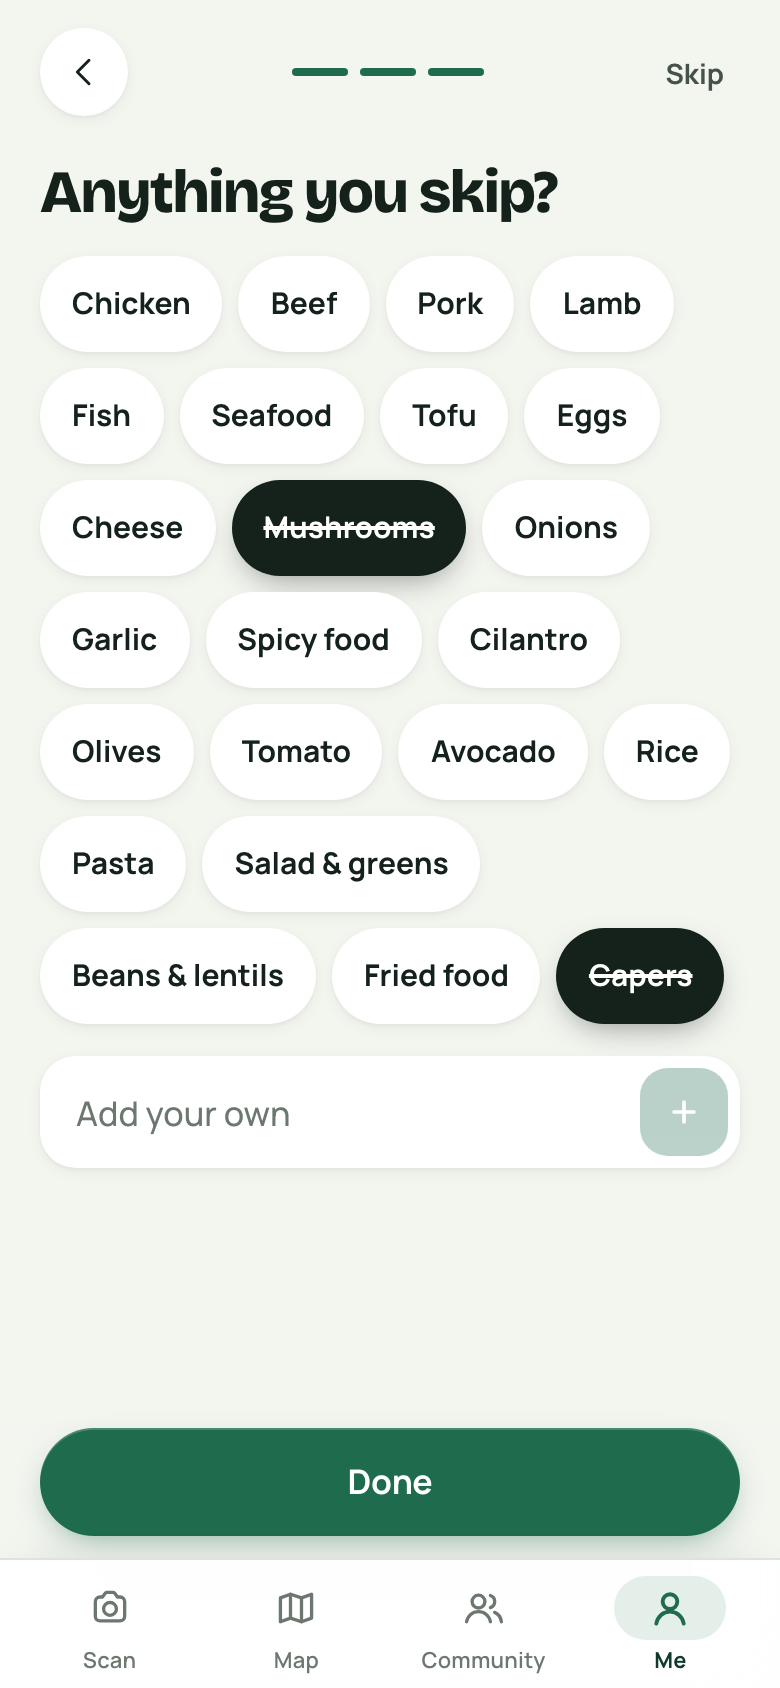 Skip
Anything you skip?
Chicken Beef Pork Lamb
Fish Seafood Tofu Eggs
Cheese Mushrooms Onions
Garlic Spicy food Cilantro
Olives Tomato Avocado Rice
Pasta Salad & greens
Beans & lentils Fried food Capers
Add your own +
Done
Scan Map Community Me